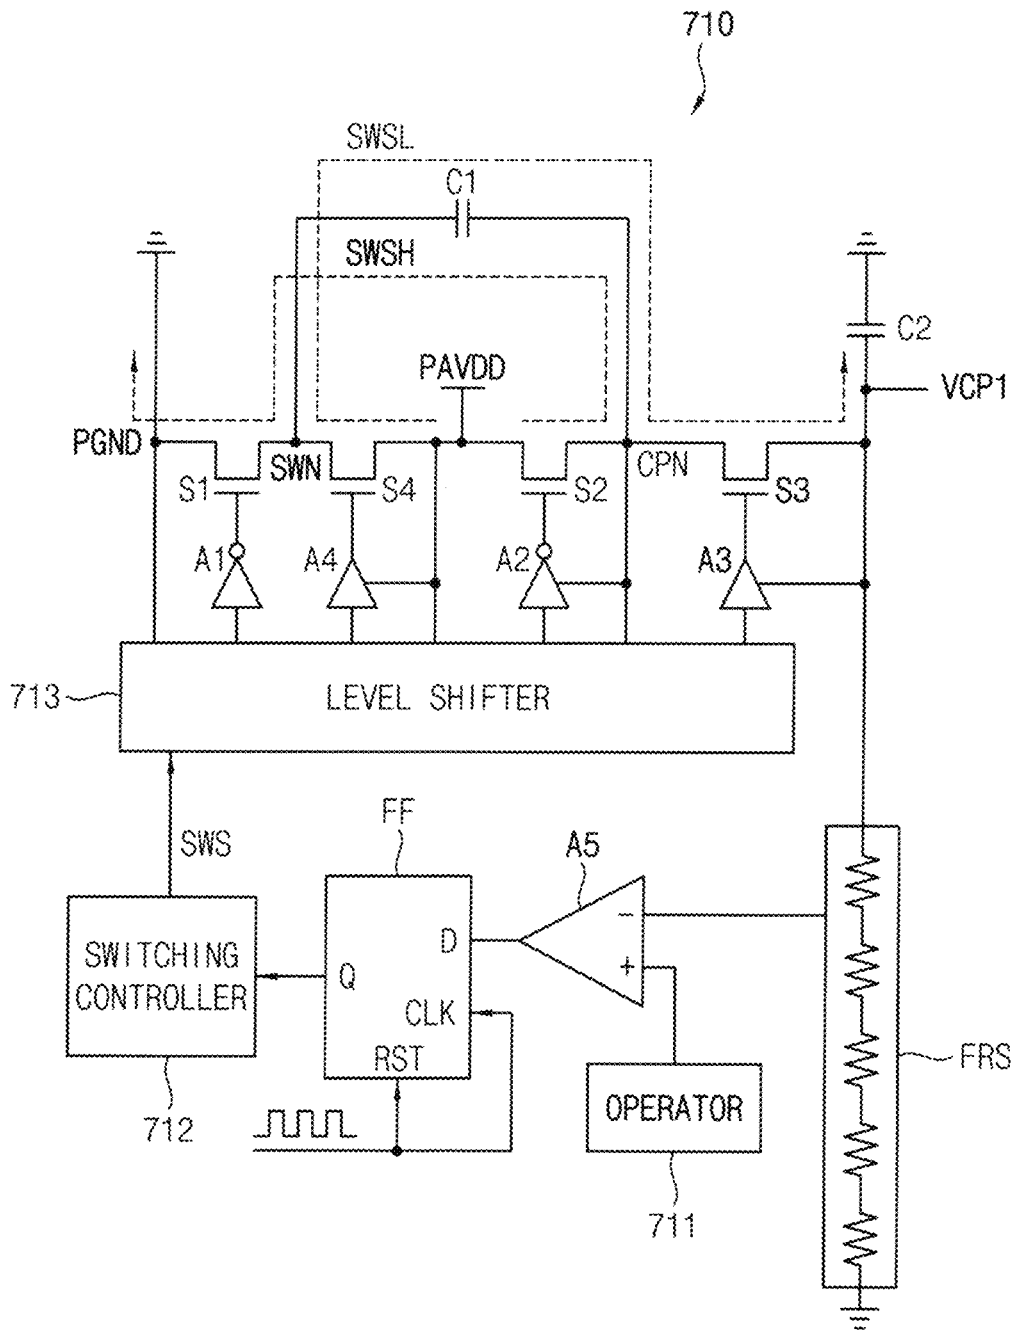 710
SWSL
C1
SWSH
C2
PAVDD
VCP1
PGND
SWN
CPN
S1
S4
S2
S3
A1
A4
A2
A3
713
LEVEL SHIFTER
SWS
FF
A5
SWITCHING
CONTROLLER
D
Q
CLK
RST
−
+
FRS
OPERATOR
712
711